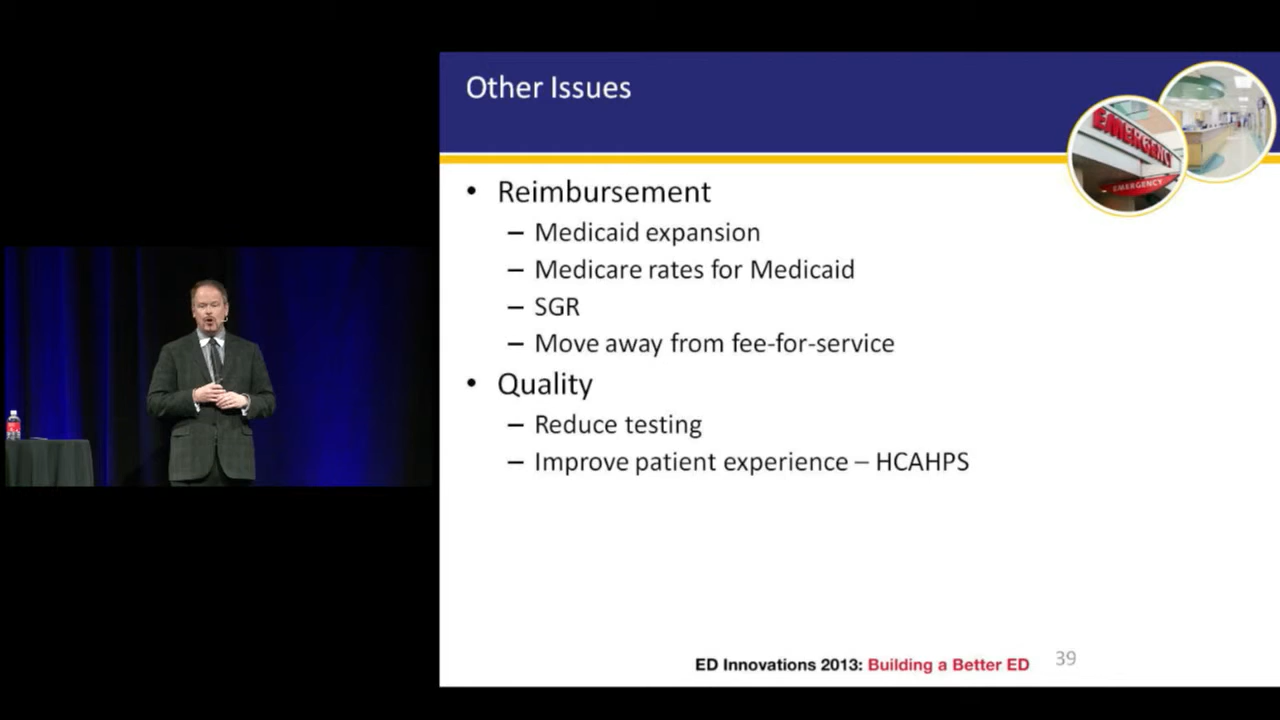 Other Issues
EMERGENCY
EMERGENCY
• Reimbursement
– Medicaid expansion
– Medicare rates for Medicaid
– SGR
– Move away from fee-for-service
• Quality
– Reduce testing
– Improve patient experience – HCAHPS
ED Innovations 2013: Building a Better ED
39